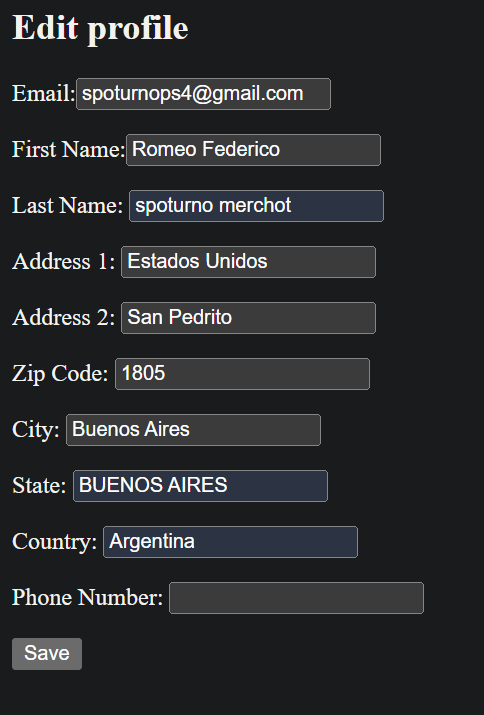 Edit profile
Email: spoturnops4@gmail.com
First Name: Romeo Federico
Last Name: spoturno merchot
Address 1: Estados Unidos
Address 2: San Pedrito
Zip Code: 1805
City: Buenos Aires
State: BUENOS AIRES
Country: Argentina
Phone Number:
Save